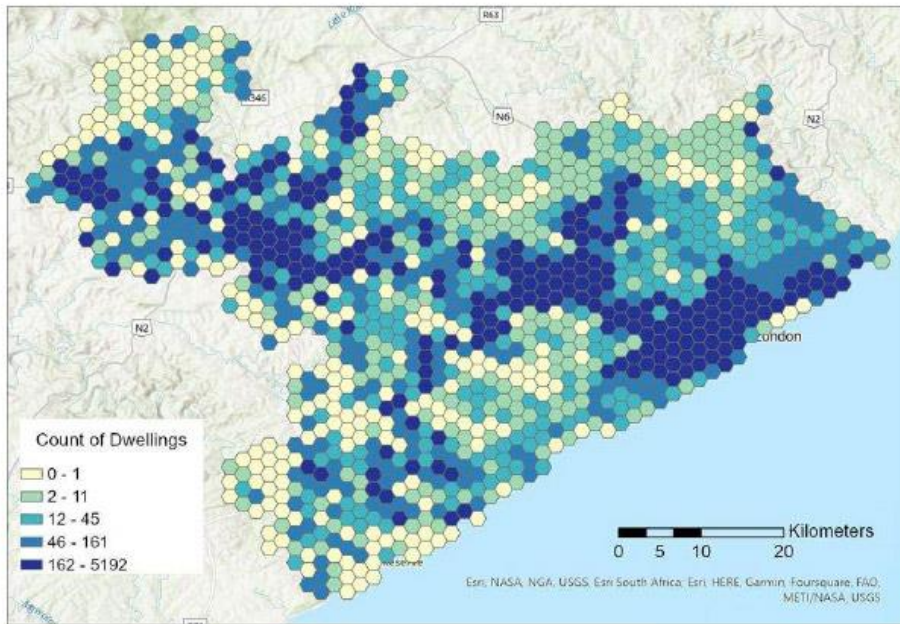 R63
N6
N2
N2
London
Count of Dwellings
0 - 1
2 - 11
12 - 45
46 - 161
162 - 5192
Kilometers
0 5 10 20
Esri, NASA, NGA, USGS, Esri South Africa, Esri, HERE, Garmin, Foursquare, FAO,
METI/NASA, USGS